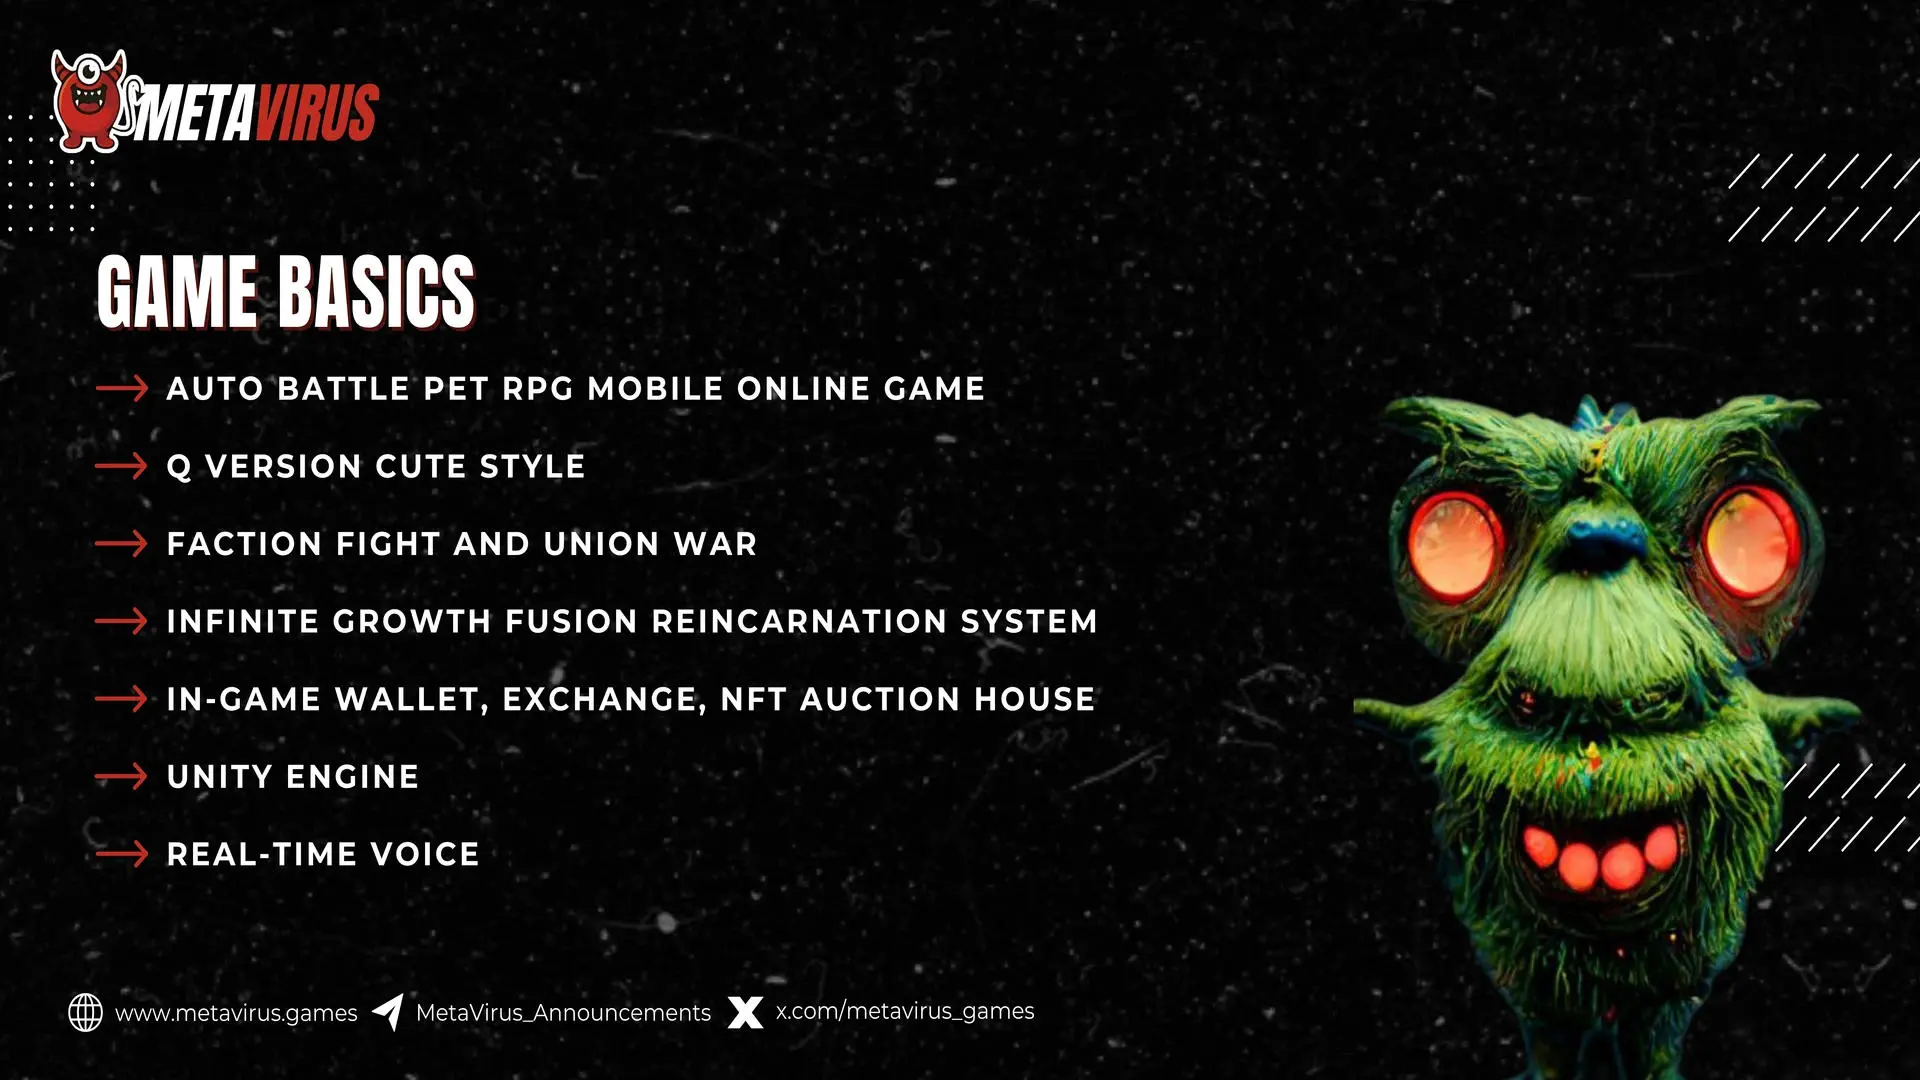 METAVIRUS
GAME BASICS
AUTO BATTLE PET RPG MOBILE ONLINE GAME
Q VERSION CUTE STYLE
FACTION FIGHT AND UNION WAR
INFINITE GROWTH FUSION REINCARNATION SYSTEM
IN-GAME WALLET, EXCHANGE, NFT AUCTION HOUSE
UNITY ENGINE
REAL-TIME VOICE
www.metavirus.games MetaVirus_Announcements x.com/metavirus_games